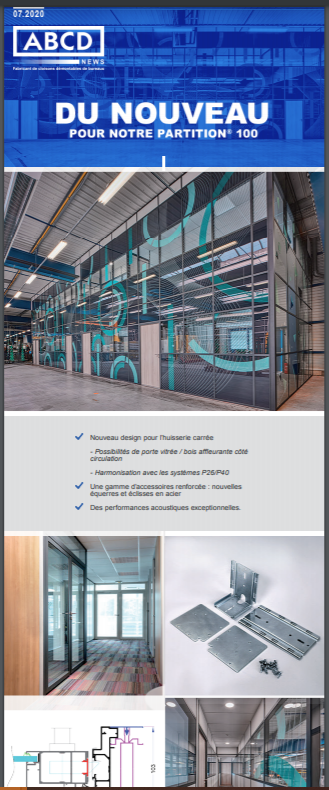 07.2020
ABCD
NEWS
Fabricant de cloisons démontables de bureaux
DU NOUVEAU
POUR NOTRE PARTITION® 100
Nouveau design pour l'huisserie carrée
- Possibilités de porte vitrée / bois affleurante côté
circulation
- Harmonisation avec les systèmes P26/P40
Une gamme d'accessoires renforcée : nouvelles
équerres et éclisses en acier
Des performances acoustiques exceptionnelles.
103